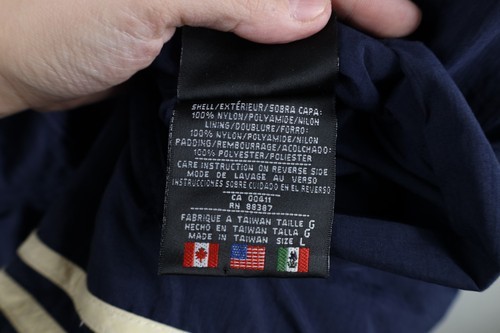 SHELL/EXTÉRIEUR/SOBRA CAPA:
100% NYLON/POLYAMIDE/NILON
LINING/DOUBLURE/FORRO:
100% NYLON/POLYAMIDE/NILON
PADDING/REMBOURRAGE/ACOLCHADO:
100% POLYESTER/POLIESTER
CARE INSTRUCTION ON REVERSE SIDE
MODE DE LAVAGE AU VERSO
INSTRUCCIONES SOBRE CUIDADO EN EL REVERSO
CA 00411
RN 88387
FABRIQUE A TAIWAN TAILLE G
HECHO EN TAIWAN TALLA G
MADE IN TAIWAN SIZE L